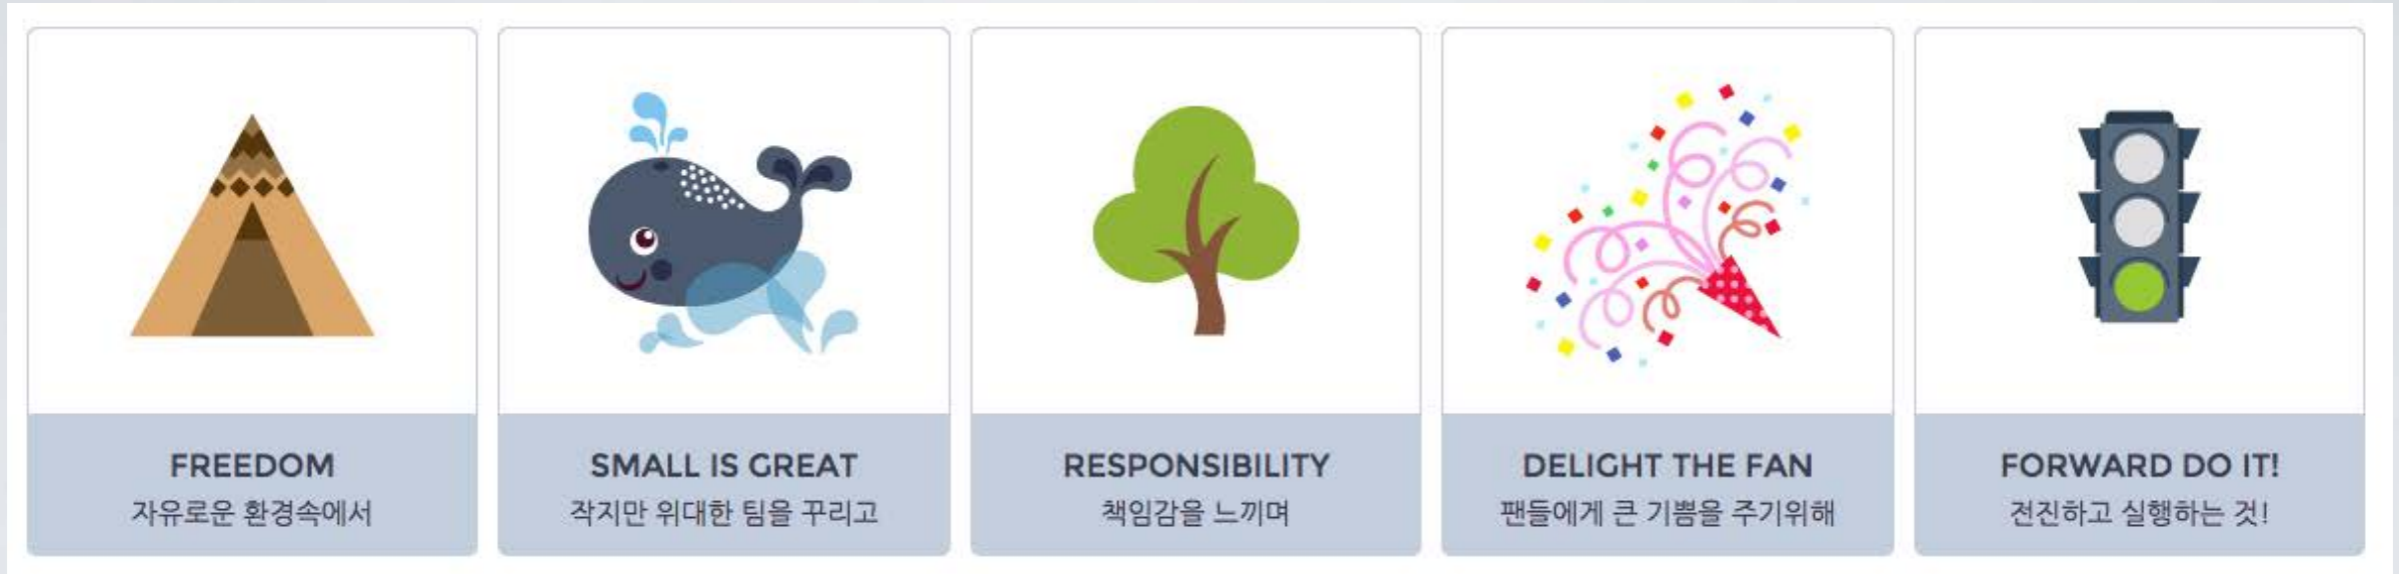 FREEDOM
자유로운 환경속에서
SMALL IS GREAT
작지만 위대한 팀을 꾸리고
RESPONSIBILITY
책임감을 느끼며
DELIGHT THE FAN
팬들에게 큰 기쁨을 주기위해
FORWARD DO IT!
전진하고 실행하는 것!